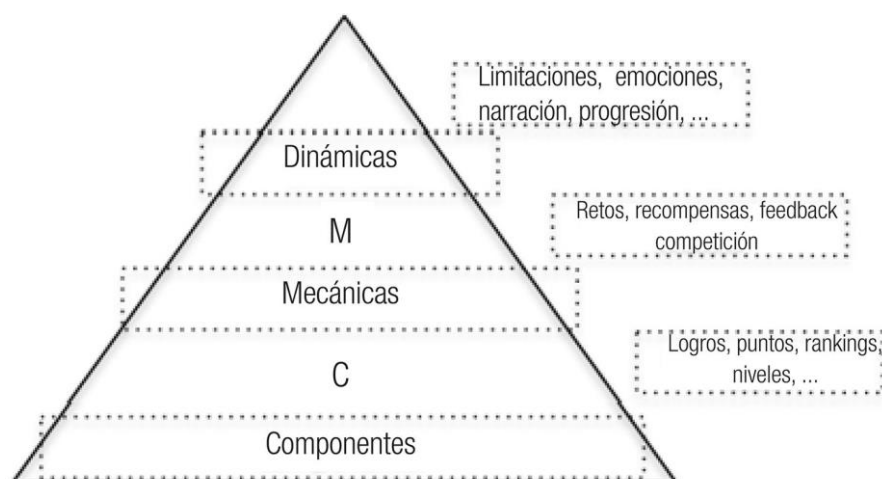 Limitaciones, emociones,
narración, progresión, ...
Dinámicas
Retos, recompensas, feedback
competición
M
Mecánicas
Logros, puntos, rankings,
niveles, ...
C
Componentes